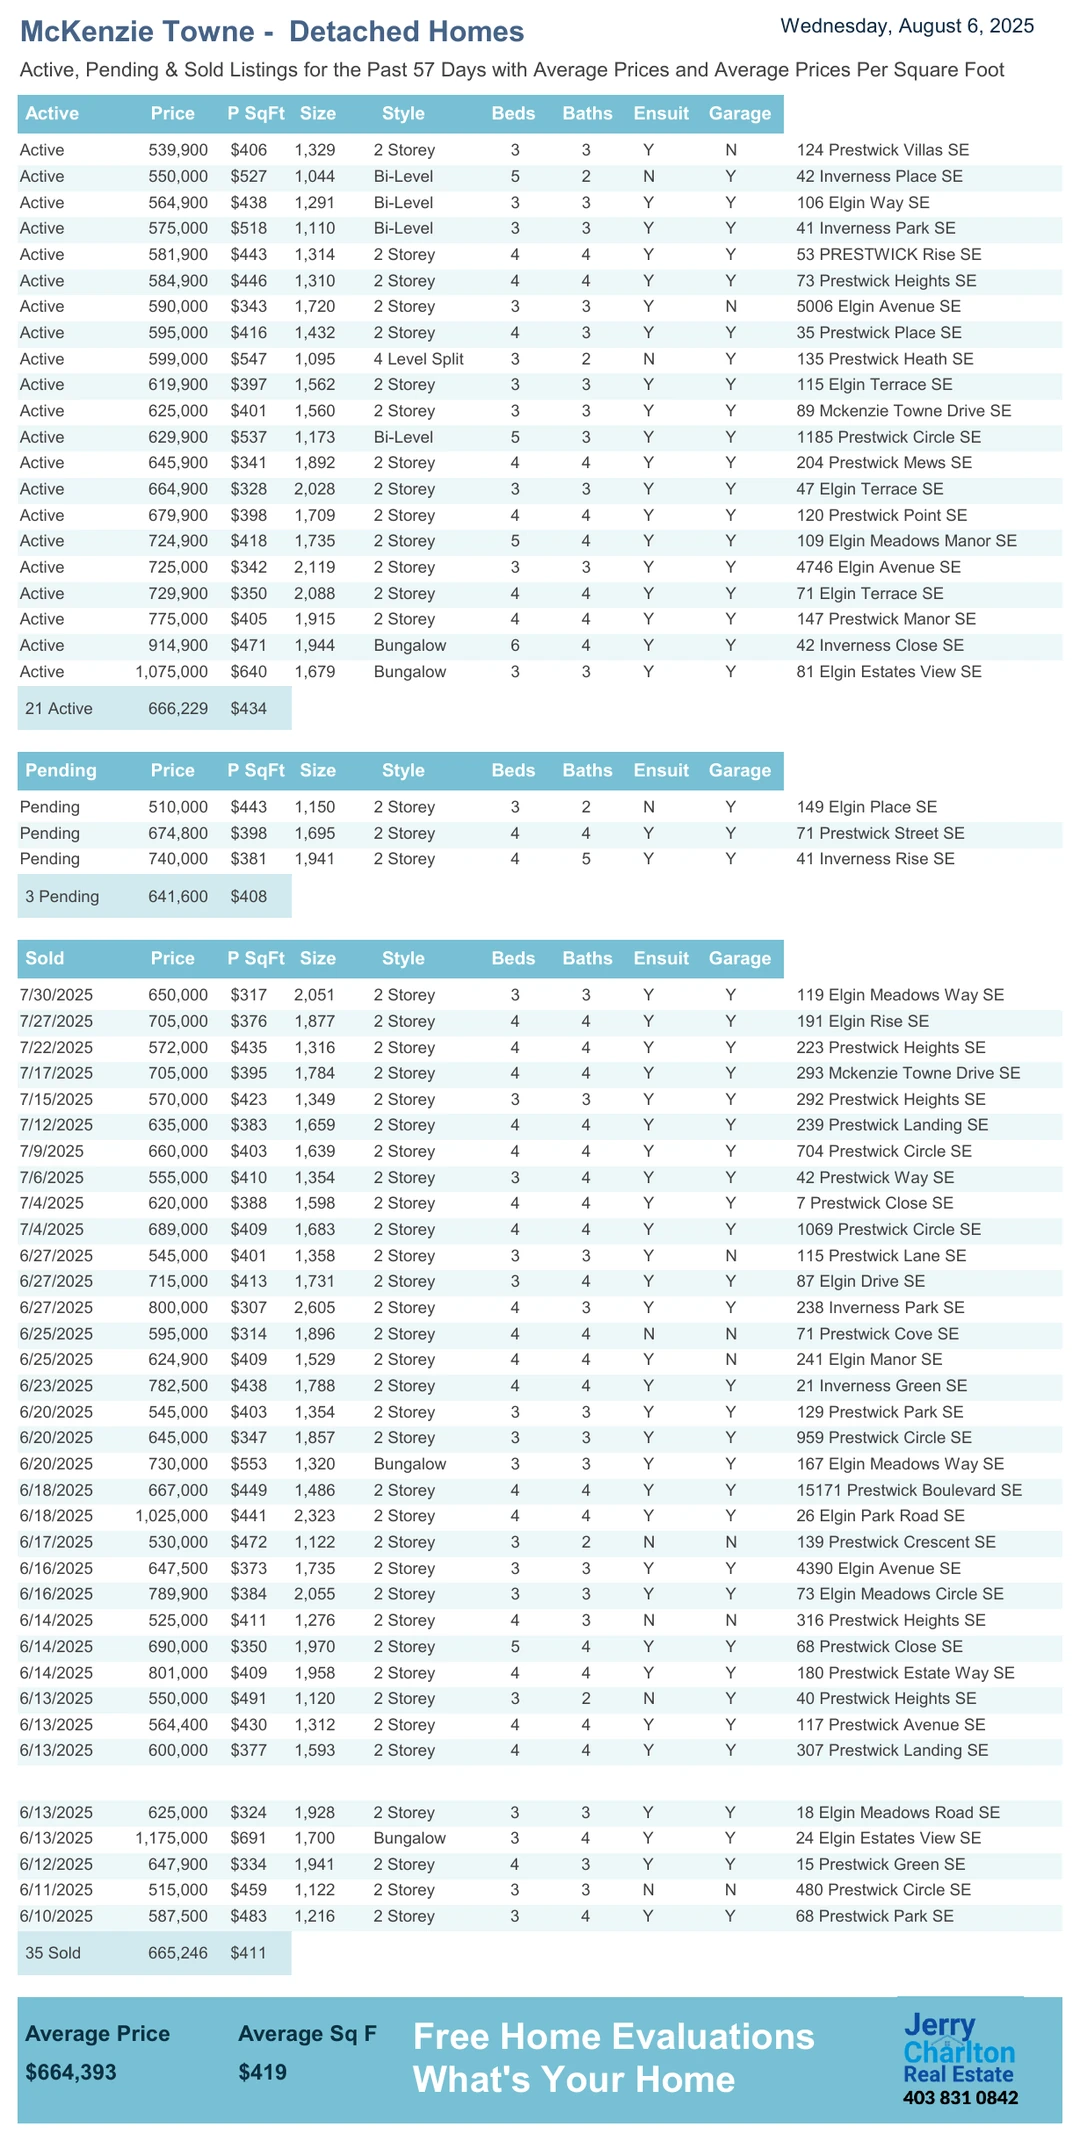 McKenzie Towne -  Detached Homes
Wednesday, August 6, 2025
Active, Pending & Sold Listings for the Past 57 Days with Average Prices and Average Prices Per Square Foot
Active Price P SqFt Size Style Beds Baths Ensuit Garage
Active 539,900 $406 1,329 2 Storey 3 3 Y N 124 Prestwick Villas SE
Active 550,000 $527 1,044 Bi-Level 5 2 N Y 42 Inverness Place SE
Active 564,900 $438 1,291 Bi-Level 3 3 Y Y 106 Elgin Way SE
Active 575,000 $518 1,110 Bi-Level 3 3 Y Y 41 Inverness Park SE
Active 581,900 $443 1,314 2 Storey 4 4 Y Y 53 PRESTWICK Rise SE
Active 584,900 $446 1,310 2 Storey 4 4 Y Y 73 Prestwick Heights SE
Active 590,000 $343 1,720 2 Storey 3 3 Y N 5006 Elgin Avenue SE
Active 595,000 $416 1,432 2 Storey 4 3 Y Y 35 Prestwick Place SE
Active 599,000 $547 1,095 4 Level Split 3 2 N Y 135 Prestwick Heath SE
Active 619,900 $397 1,562 2 Storey 3 3 Y Y 115 Elgin Terrace SE
Active 625,000 $401 1,560 2 Storey 3 3 Y Y 89 Mckenzie Towne Drive SE
Active 629,900 $537 1,173 Bi-Level 5 3 Y Y 1185 Prestwick Circle SE
Active 645,900 $341 1,892 2 Storey 4 4 Y Y 204 Prestwick Mews SE
Active 664,900 $328 2,028 2 Storey 3 3 Y Y 47 Elgin Terrace SE
Active 679,900 $398 1,709 2 Storey 4 4 Y Y 120 Prestwick Point SE
Active 724,900 $418 1,735 2 Storey 5 4 Y Y 109 Elgin Meadows Manor SE
Active 725,000 $342 2,119 2 Storey 3 3 Y Y 4746 Elgin Avenue SE
Active 729,900 $350 2,088 2 Storey 4 4 Y Y 71 Elgin Terrace SE
Active 775,000 $405 1,915 2 Storey 4 4 Y Y 147 Prestwick Manor SE
Active 914,900 $471 1,944 Bungalow 6 4 Y Y 42 Inverness Close SE
Active 1,075,000 $640 1,679 Bungalow 3 3 Y Y 81 Elgin Estates View SE
21 Active 666,229 $434
Pending Price P SqFt Size Style Beds Baths Ensuit Garage
Pending 510,000 $443 1,150 2 Storey 3 2 N Y 149 Elgin Place SE
Pending 674,800 $398 1,695 2 Storey 4 4 Y Y 71 Prestwick Street SE
Pending 740,000 $381 1,941 2 Storey 4 5 Y Y 41 Inverness Rise SE
3 Pending 641,600 $408
Sold Price P SqFt Size Style Beds Baths Ensuit Garage
7/30/2025 650,000 $317 2,051 2 Storey 3 3 Y Y 119 Elgin Meadows Way SE
7/27/2025 705,000 $376 1,877 2 Storey 4 4 Y Y 191 Elgin Rise SE
7/22/2025 572,000 $435 1,316 2 Storey 4 4 Y Y 223 Prestwick Heights SE
7/17/2025 705,000 $395 1,784 2 Storey 4 4 Y Y 293 Mckenzie Towne Drive SE
7/15/2025 570,000 $423 1,349 2 Storey 3 3 Y Y 292 Prestwick Heights SE
7/12/2025 635,000 $383 1,659 2 Storey 4 4 Y Y 239 Prestwick Landing SE
7/9/2025 660,000 $403 1,639 2 Storey 4 4 Y Y 704 Prestwick Circle SE
7/6/2025 555,000 $410 1,354 2 Storey 3 4 Y Y 42 Prestwick Way SE
7/4/2025 620,000 $388 1,598 2 Storey 4 4 Y Y 7 Prestwick Close SE
7/4/2025 689,000 $409 1,683 2 Storey 4 4 Y Y 1069 Prestwick Circle SE
6/27/2025 545,000 $401 1,358 2 Storey 3 3 Y N 115 Prestwick Lane SE
6/27/2025 715,000 $413 1,731 2 Storey 3 4 Y Y 87 Elgin Drive SE
6/27/2025 800,000 $307 2,605 2 Storey 4 3 Y Y 238 Inverness Park SE
6/25/2025 595,000 $314 1,896 2 Storey 4 4 N N 71 Prestwick Cove SE
6/25/2025 624,900 $409 1,529 2 Storey 4 4 Y N 241 Elgin Manor SE
6/23/2025 782,500 $438 1,788 2 Storey 4 4 Y Y 21 Inverness Green SE
6/20/2025 545,000 $403 1,354 2 Storey 3 3 Y Y 129 Prestwick Park SE
6/20/2025 645,000 $347 1,857 2 Storey 3 3 Y Y 959 Prestwick Circle SE
6/20/2025 730,000 $553 1,320 Bungalow 3 3 Y Y 167 Elgin Meadows Way SE
6/18/2025 667,000 $449 1,486 2 Storey 4 4 Y Y 15171 Prestwick Boulevard SE
6/18/2025 1,025,000 $441 2,323 2 Storey 4 4 Y Y 26 Elgin Park Road SE
6/17/2025 530,000 $472 1,122 2 Storey 3 2 N N 139 Prestwick Crescent SE
6/16/2025 647,500 $373 1,735 2 Storey 3 3 Y Y 4390 Elgin Avenue SE
6/16/2025 789,900 $384 2,055 2 Storey 3 3 Y Y 73 Elgin Meadows Circle SE
6/14/2025 525,000 $411 1,276 2 Storey 4 3 N N 316 Prestwick Heights SE
6/14/2025 690,000 $350 1,970 2 Storey 5 4 Y Y 68 Prestwick Close SE
6/14/2025 801,000 $409 1,958 2 Storey 4 4 Y Y 180 Prestwick Estate Way SE
6/13/2025 550,000 $491 1,120 2 Storey 3 2 N Y 40 Prestwick Heights SE
6/13/2025 564,400 $430 1,312 2 Storey 4 4 Y Y 117 Prestwick Avenue SE
6/13/2025 600,000 $377 1,593 2 Storey 4 4 Y Y 307 Prestwick Landing SE
6/13/2025 625,000 $324 1,928 2 Storey 3 3 Y Y 18 Elgin Meadows Road SE
6/13/2025 1,175,000 $691 1,700 Bungalow 3 4 Y Y 24 Elgin Estates View SE
6/12/2025 647,900 $334 1,941 2 Storey 4 3 Y Y 15 Prestwick Green SE
6/11/2025 515,000 $459 1,122 2 Storey 3 3 N N 480 Prestwick Circle SE
6/10/2025 587,500 $483 1,216 2 Storey 3 4 Y Y 68 Prestwick Park SE
35 Sold 665,246 $411
Average Price Average Sq F
$664,393 $419
Free Home Evaluations
What's Your Home
Jerry
Charlton
Real Estate
403 831 0842